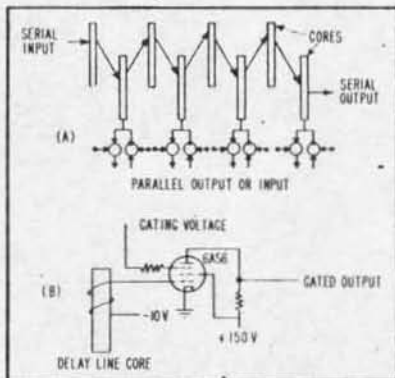 SERIAL
INPUT
CORES
SERIAL
OUTPUT
(A)
PARALLEL OUTPUT OR INPUT
GATING VOLTAGE
6AS6
(B)
GATED OUTPUT
-10V
+150V
DELAY LINE CORE